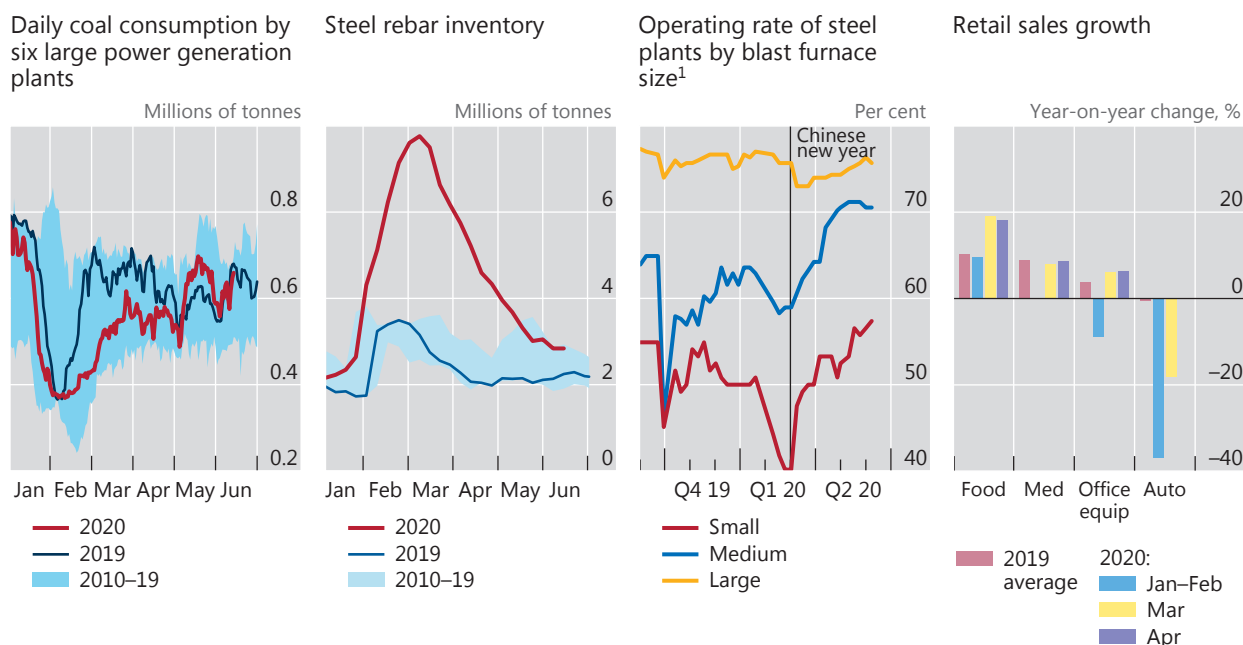 Daily coal consumption by
six large power generation
plants
Millions of tonnes
0.8
0.6
0.4
0.2
Jan Feb Mar Apr May Jun
2020
2019
2010–19
Steel rebar inventory
Millions of tonnes
6
4
2
0
Jan Feb Mar Apr May Jun
2020
2019
2010–19
Operating rate of steel
plants by blast furnace
size1
Per cent
Chinese
new year
70
60
50
40
Q4 19 Q1 20 Q2 20
Small
Medium
Large
Retail sales growth
Year-on-year change, %
20
0
–20
–40
Food Med Office Auto
equip
2019
average
2020:
Jan–Feb
Mar
Apr